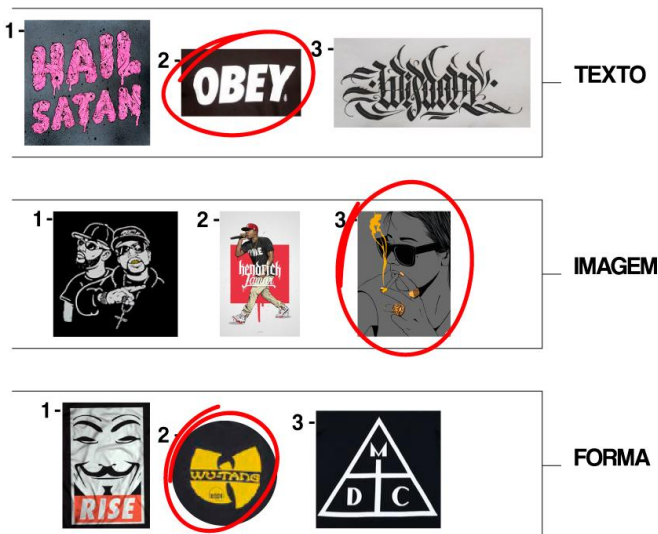 1-
HAIL
SATAN
2-
OBEY.
3-
TEXTO
1-
2-
kendrick
Lamar
3-
IMAGEM
1-
RISE
2-
WU-TANG
3-
M
D C
FORMA